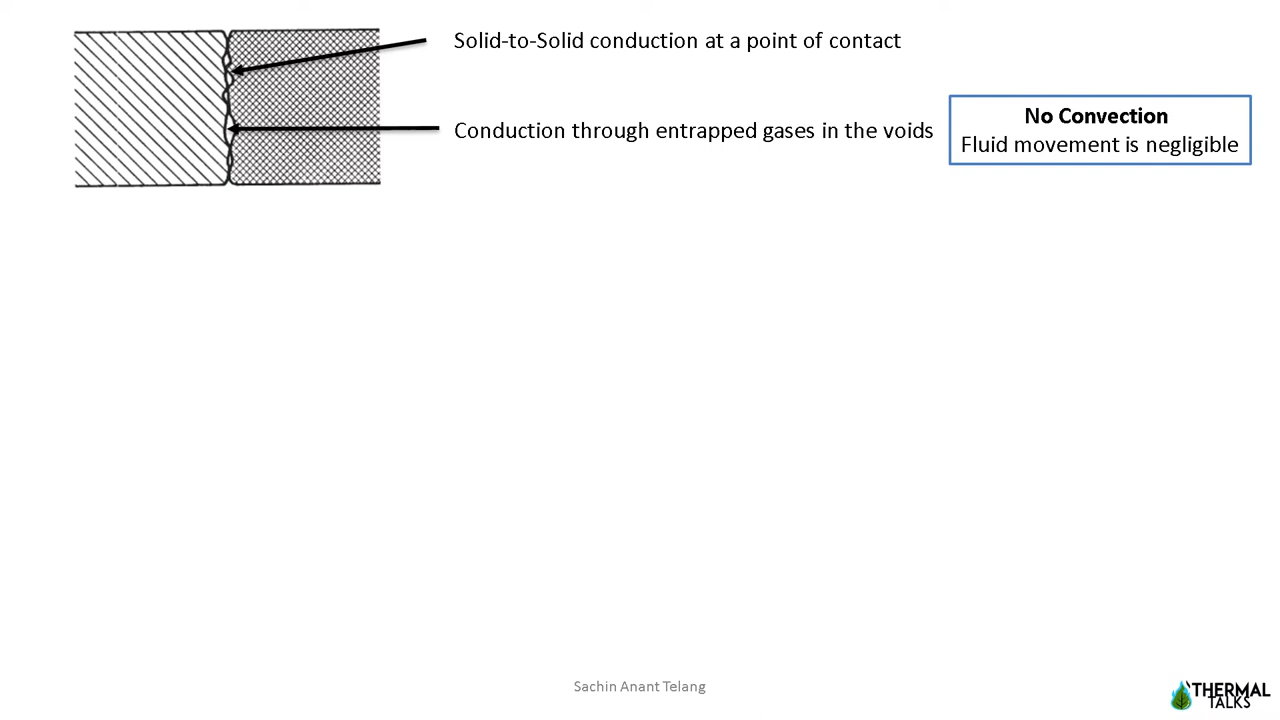 Solid-to-Solid conduction at a point of contact
Conduction through entrapped gases in the voids
No Convection
Fluid movement is negligible
Sachin Anant Telang
THERMAL
TALKS